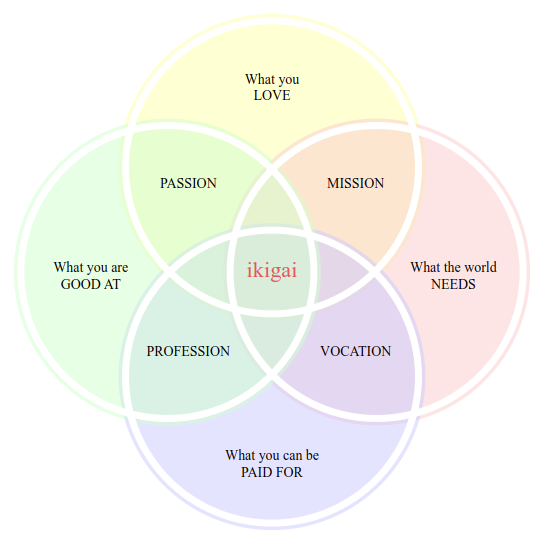 What you
LOVE
PASSION
MISSION
What you are
GOOD AT
ikigai
What the world
NEEDS
PROFESSION
VOCATION
What you can be
PAID FOR